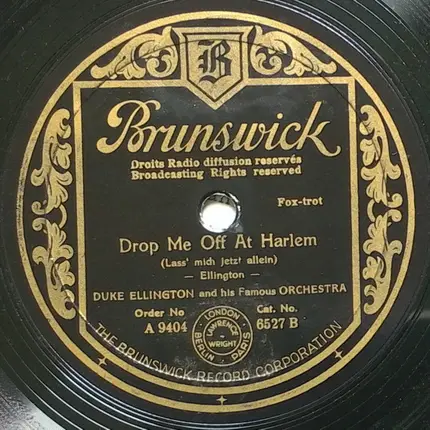 B
Brunswick
Droits Radio diffusion reservés
Broadcasting Rights reserved
Fox-trot
Drop Me Off At Harlem
(Lass' mich jetzt allein)
— Ellington —
DUKE ELLINGTON and his Famous ORCHESTRA
Order No Cat. No.
A 9404 6527 B
LONDON
LAWRENCE
WRIGHT
BERLIN PARIS
THE BRUNSWICK RECORD CORPORATION